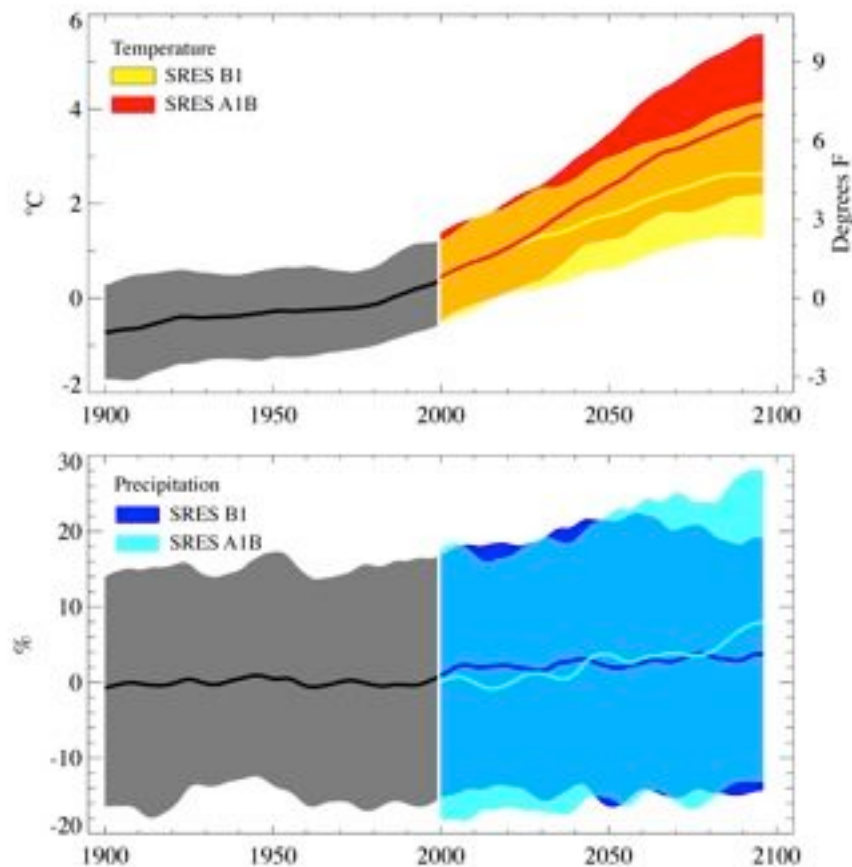 6
Temperature
SRES B1
SRES A1B
9
4
6
°C
2
3
Degrees F
0
0
-2
-3
1900 1950 2000 2050 2100
30
Precipitation
SRES B1
SRES A1B
20
10
%
0
-10
-20
1900 1950 2000 2050 2100